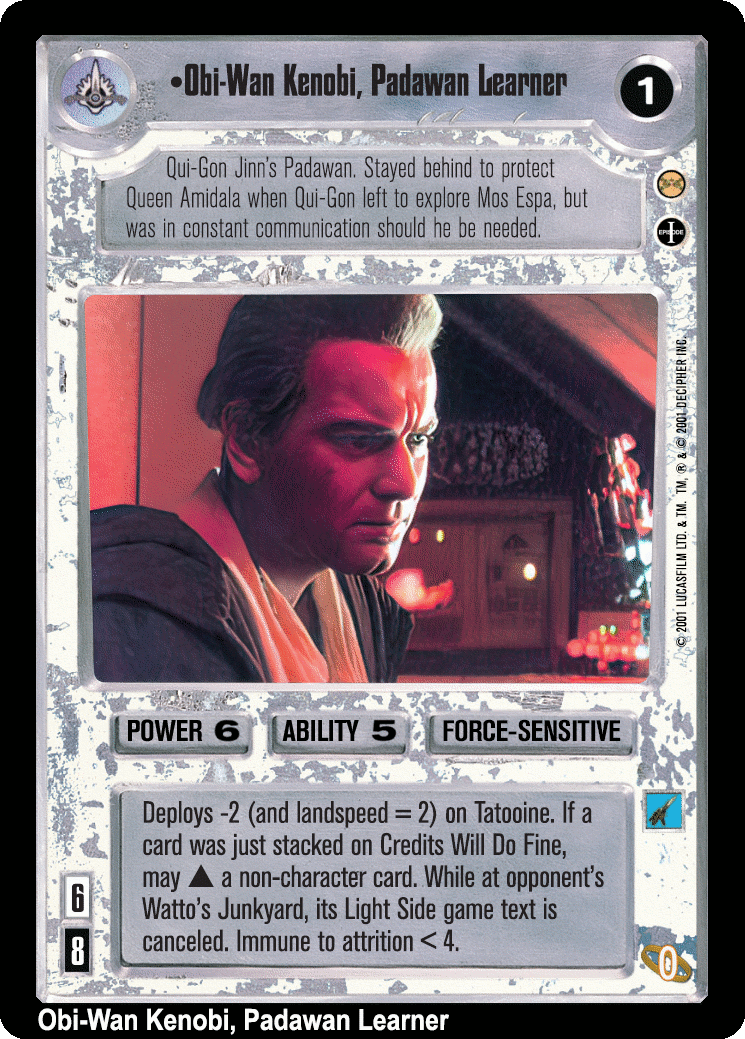 •Obi-Wan Kenobi, Padawan Learner
1
Qui-Gon Jinn's Padawan. Stayed behind to protect
Queen Amidala when Qui-Gon left to explore Mos Espa, but
was in constant communication should he be needed.
EPISODE I
© 2001 LUCASFILM LTD. & TM. TM, ® & © 2001 DECIPHER INC.
POWER 6
ABILITY 5
FORCE-SENSITIVE
Deploys -2 (and landspeed = 2) on Tatooine. If a
card was just stacked on Credits Will Do Fine,
may ▲ a non-character card. While at opponent's
Watto's Junkyard, its Light Side game text is
canceled. Immune to attrition < 4.
6
8
0
Obi-Wan Kenobi, Padawan Learner